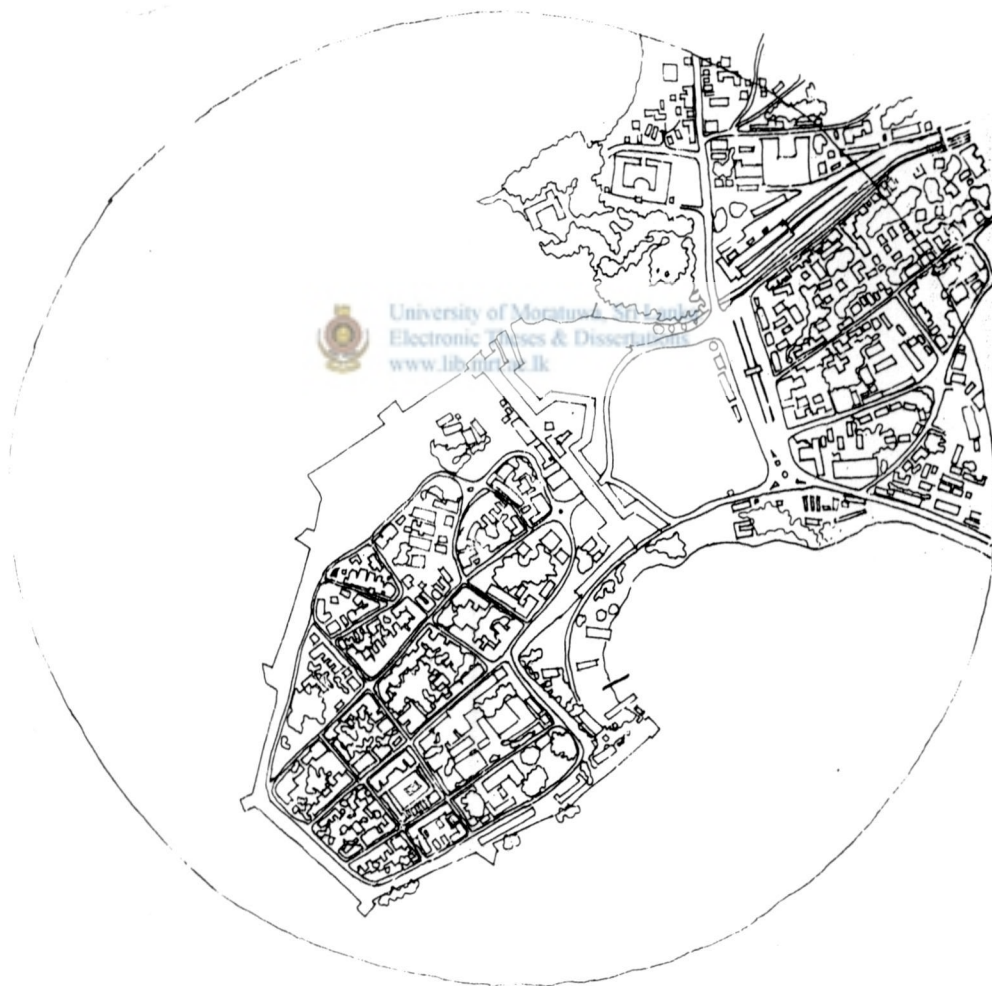 University of Moratuwa, Sri Lanka
Electronic Theses & Dissertations
www.lib.mrt.ac.lk